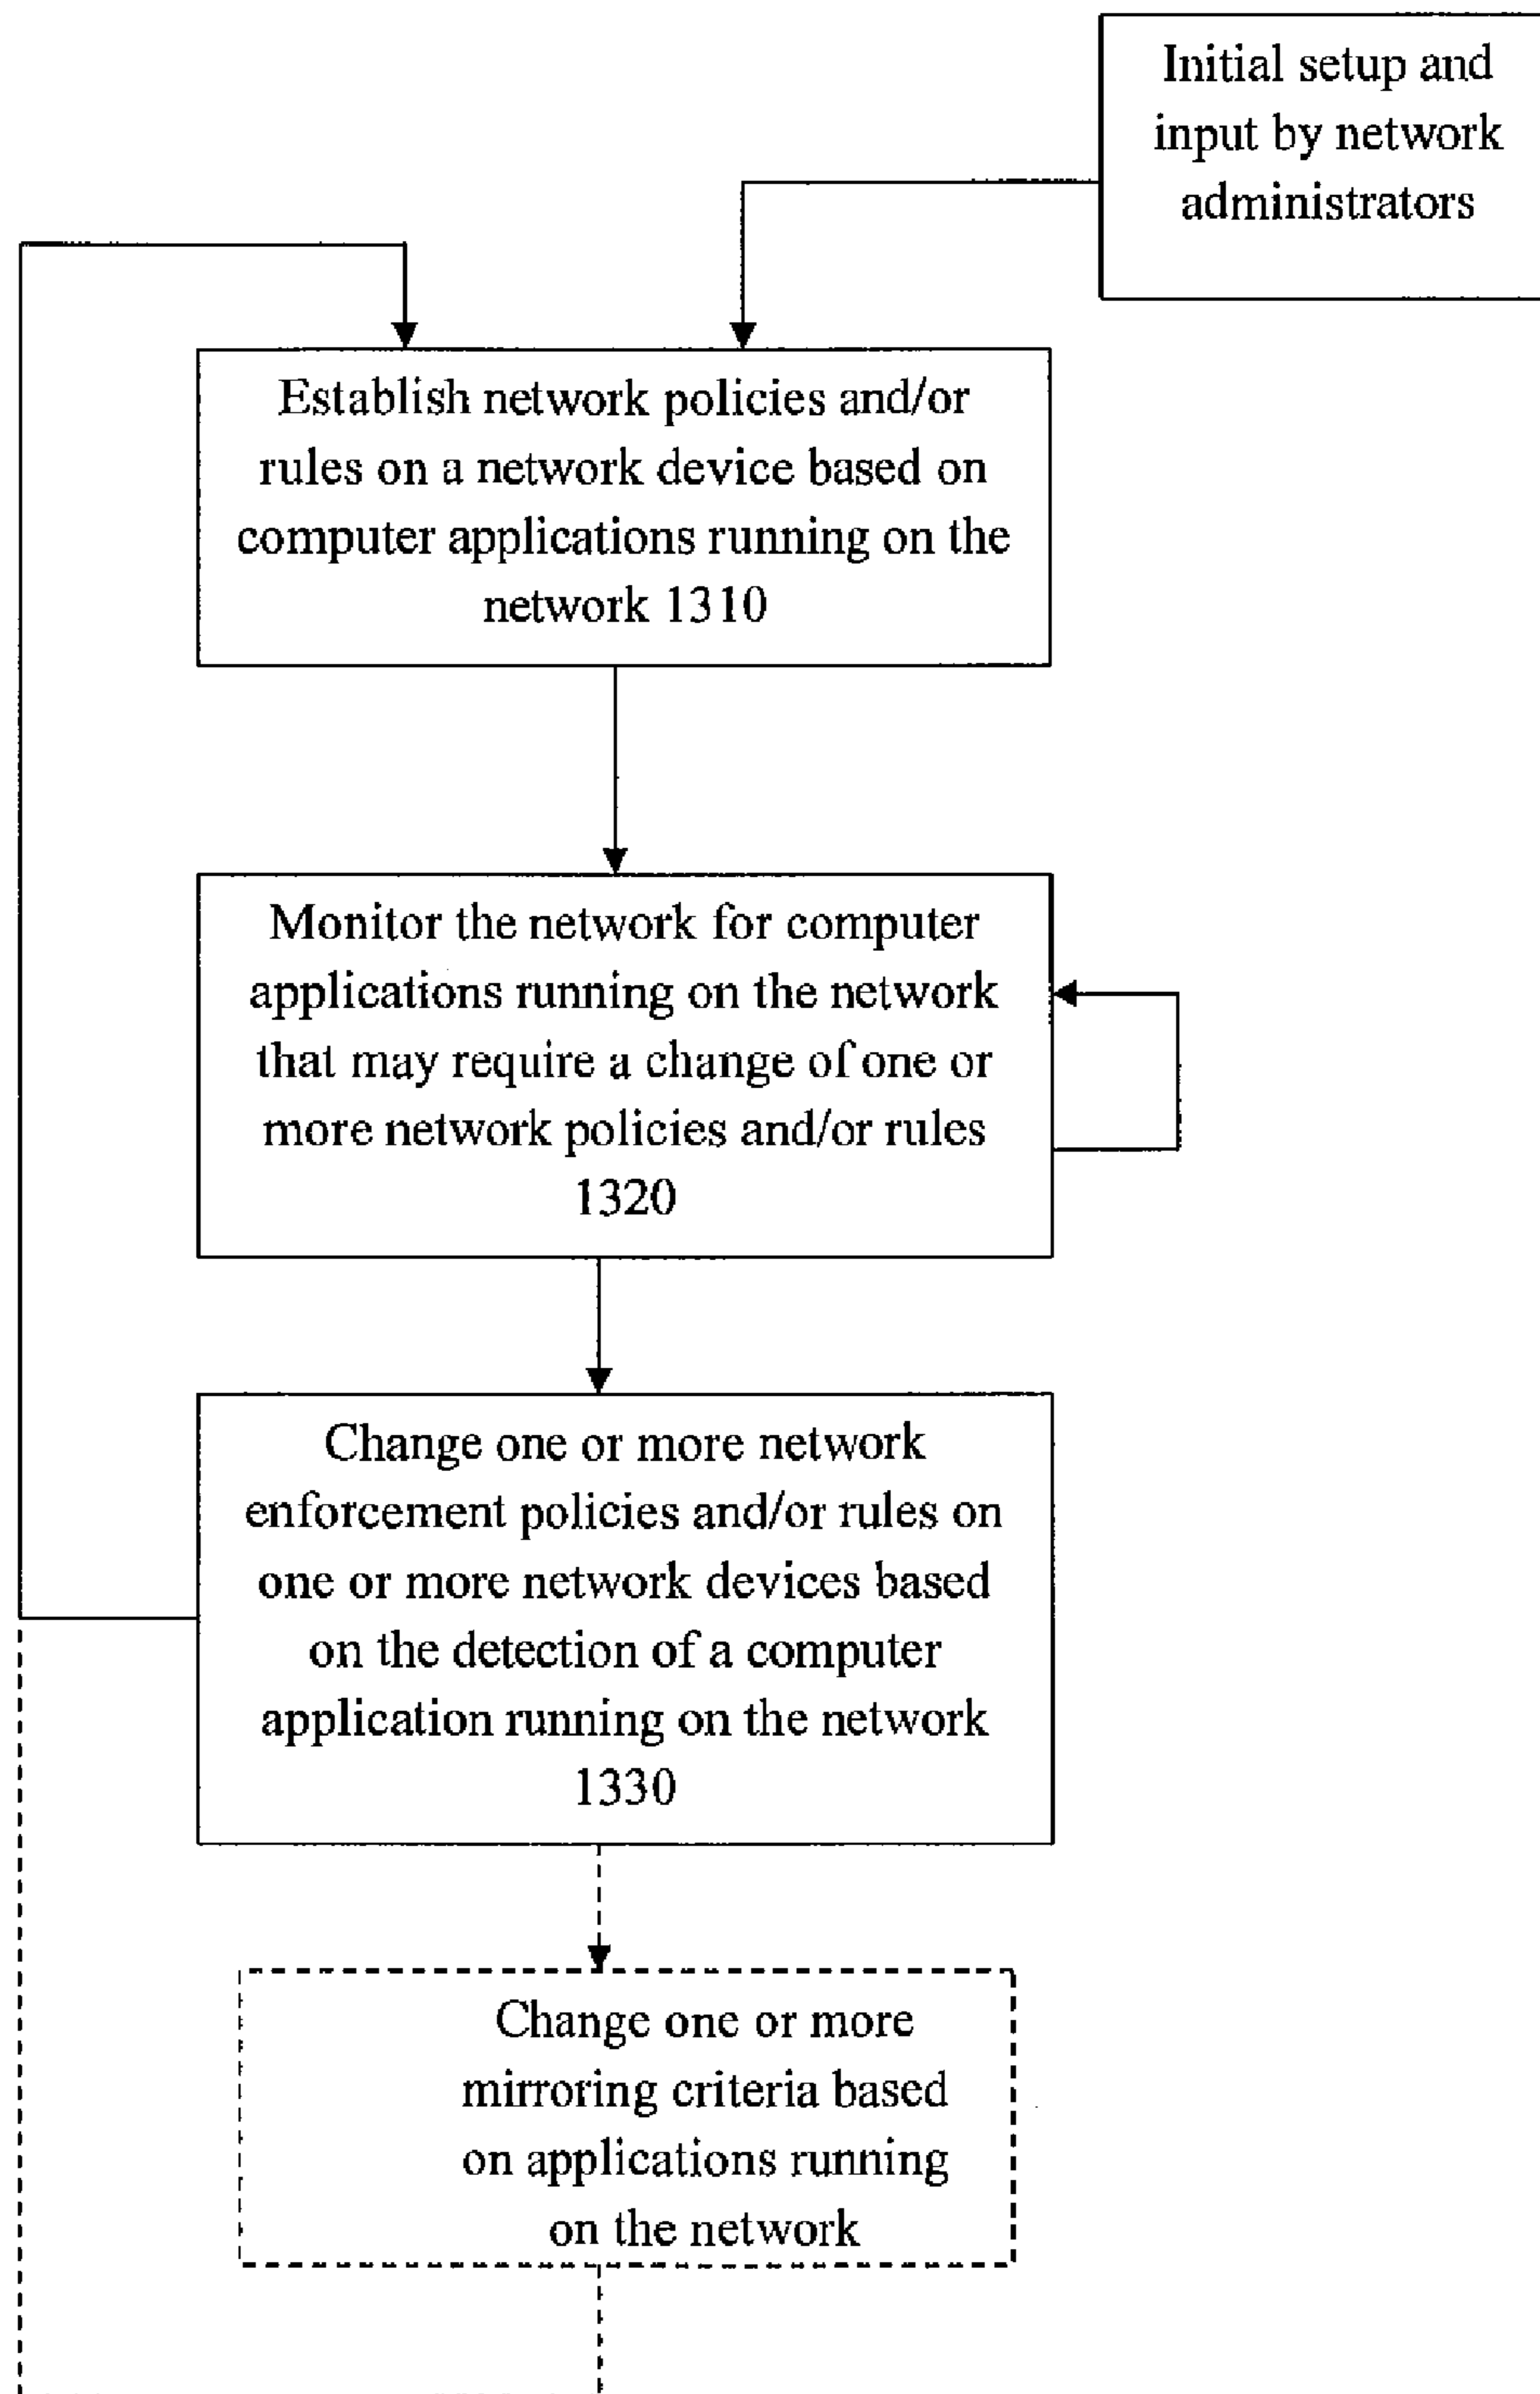 Initial setup and
input by network
administrators
Establish network policies and/or
rules on a network device based on
computer applications running on the
network 1310
Monitor the network for computer
applications running on the network
that may require a change of one or
more network policies and/or rules
1320
Change one or more network
enforcement policies and/or rules on
one or more network devices based
on the detection of a computer
application running on the network
1330
Change one or more
mirroring criteria based
on applications running
on the network